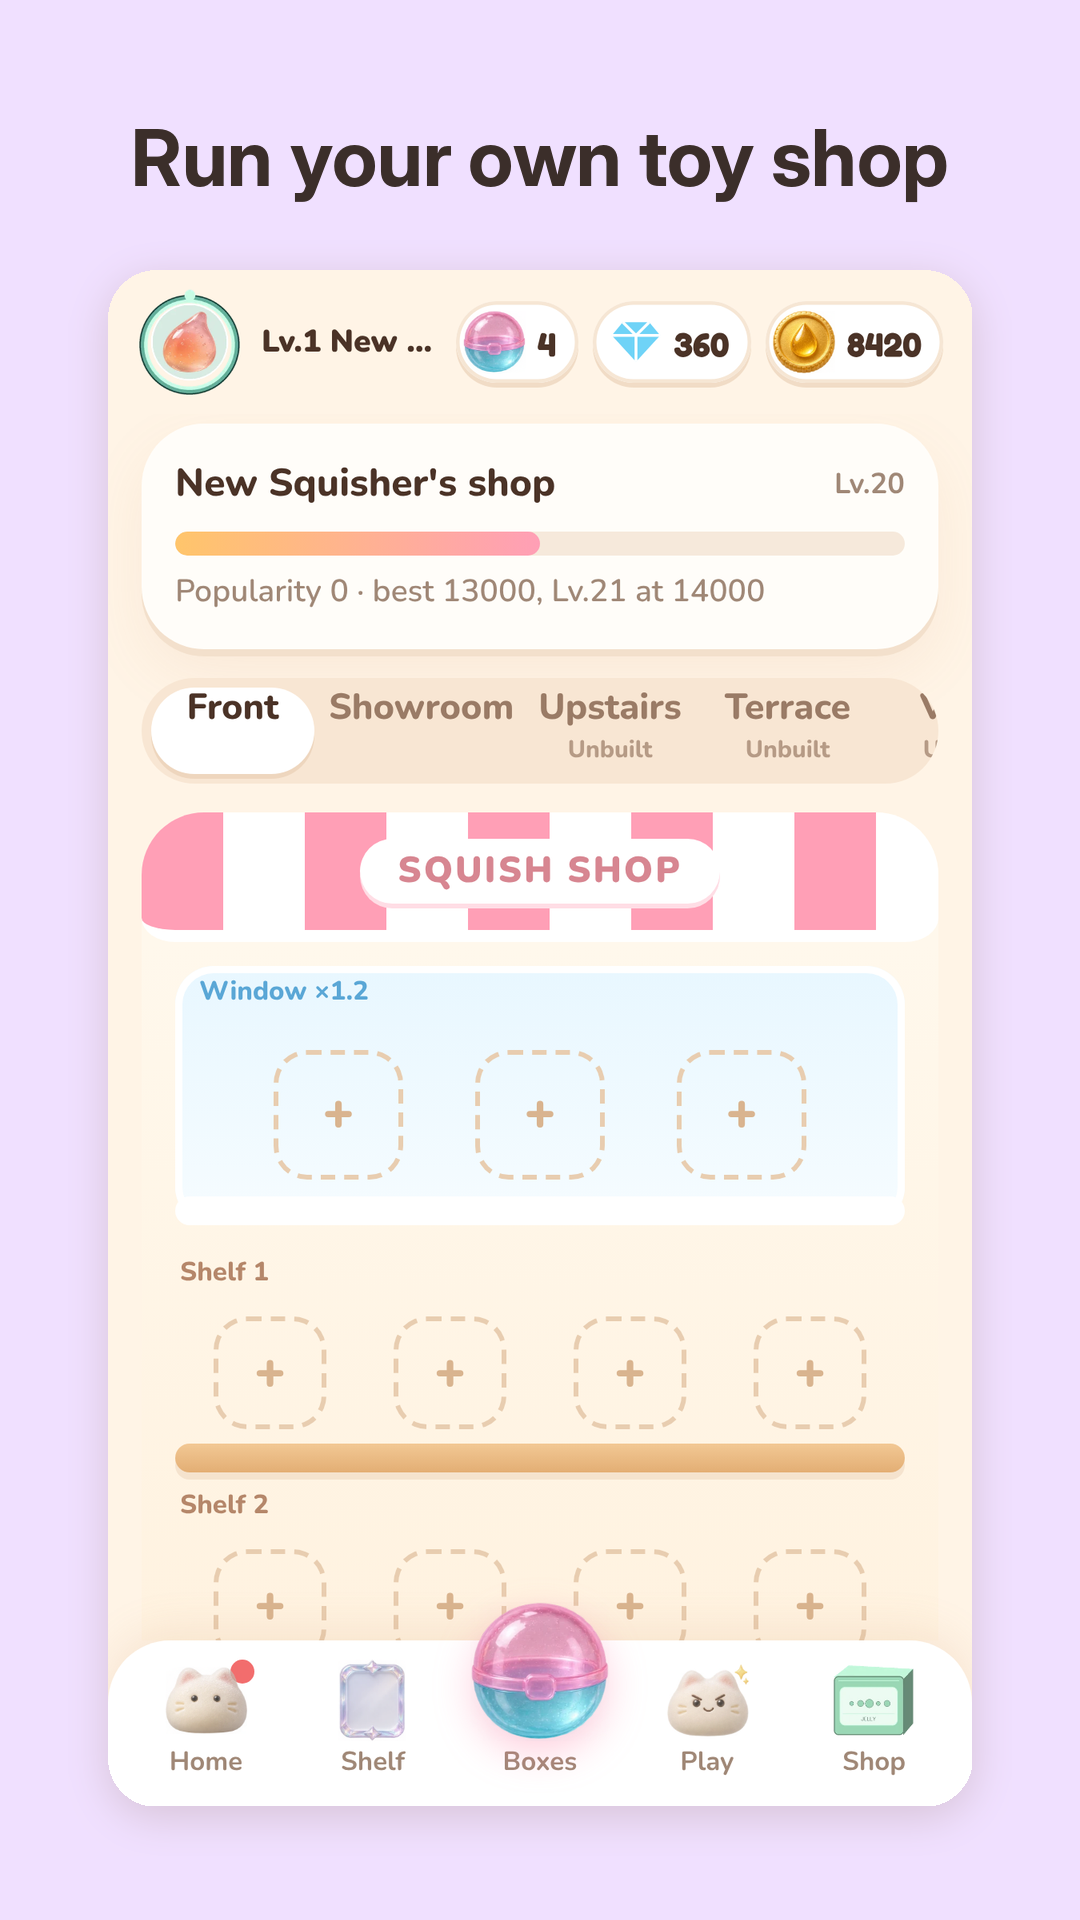 Run your own toy shop
Lv.1 New ...
4
360
8420
New Squisher's shop
Lv.20
Popularity 0 · best 13000, Lv.21 at 14000
Front
Showroom
Upstairs
Unbuilt
Terrace
Unbuilt
SQUISH SHOP
Window ×1.2
+ + +
Shelf 1
+ + + +
Shelf 2
+ + + +
JELLY
Home
Shelf
Boxes
Play
Shop